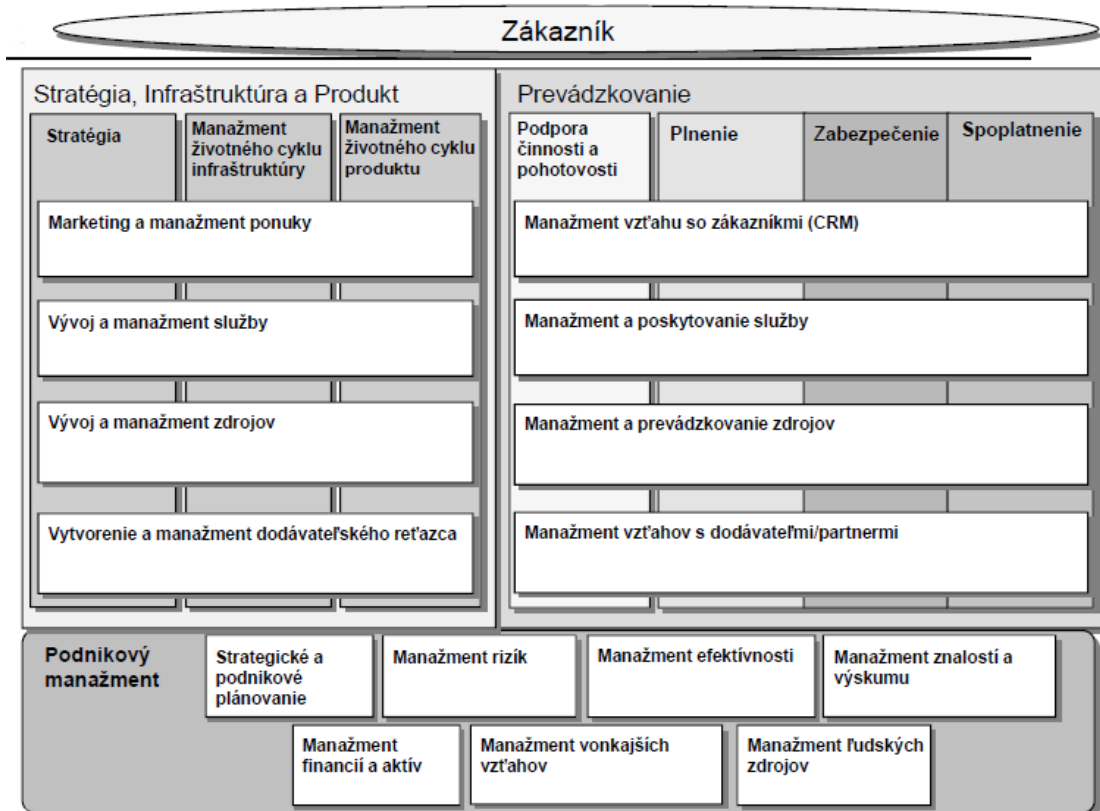 Zákazník
Stratégia, Infraštruktúra a Produkt
Stratégia
Manažment
životného cyklu
infraštruktúry
Manažment
životného cyklu
produktu
Marketing a manažment ponuky
Vývoj a manažment služby
Vývoj a manažment zdrojov
Vytvorenie a manažment dodávateľského reťazca
Prevádzkovanie
Podpora
činnosti a
pohotovosti
Plnenie
Zabezpečenie
Spoplatnenie
Manažment vzťahu so zákazníkmi (CRM)
Manažment a poskytovanie služby
Manažment a prevádzkovanie zdrojov
Manažment vzťahov s dodávateľmi/partnermi
Podnikový
manažment
Strategické a
podnikové
plánovanie
Manažment rizík
Manažment efektívnosti
Manažment znalostí a
výskumu
Manažment
financií a aktív
Manažment vonkajších
vzťahov
Manažment ľudských
zdrojov